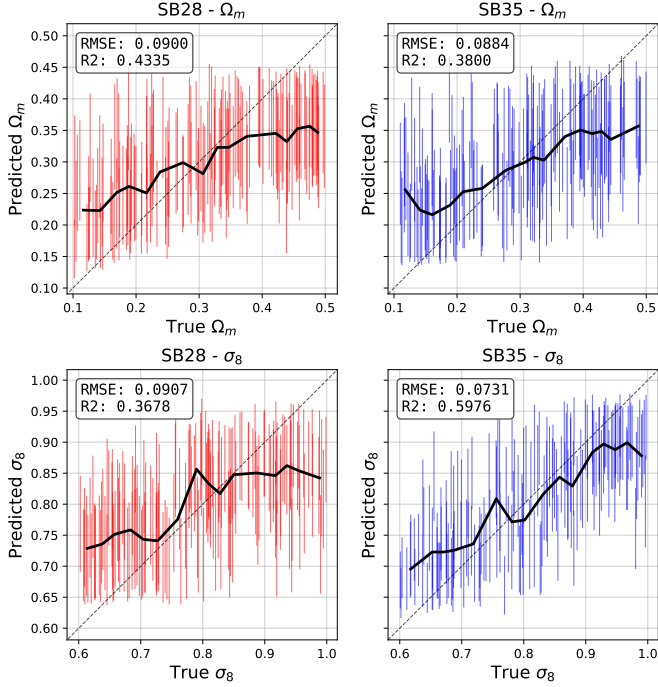 SB28 - Ωm
RMSE: 0.0900
R2: 0.4335
Predicted Ωm
0.50
0.45
0.40
0.35
0.30
0.25
0.20
0.15
0.10
0.1 0.2 0.3 0.4 0.5
True Ωm
SB35 - Ωm
RMSE: 0.0884
R2: 0.3800
Predicted Ωm
0.1 0.2 0.3 0.4 0.5
True Ωm
SB28 - σ8
RMSE: 0.0907
R2: 0.3678
Predicted σ8
1.00
0.95
0.90
0.85
0.80
0.75
0.70
0.65
0.60
0.6 0.7 0.8 0.9 1.0
True σ8
SB35 - σ8
RMSE: 0.0731
R2: 0.5976
Predicted σ8
0.6 0.7 0.8 0.9 1.0
True σ8